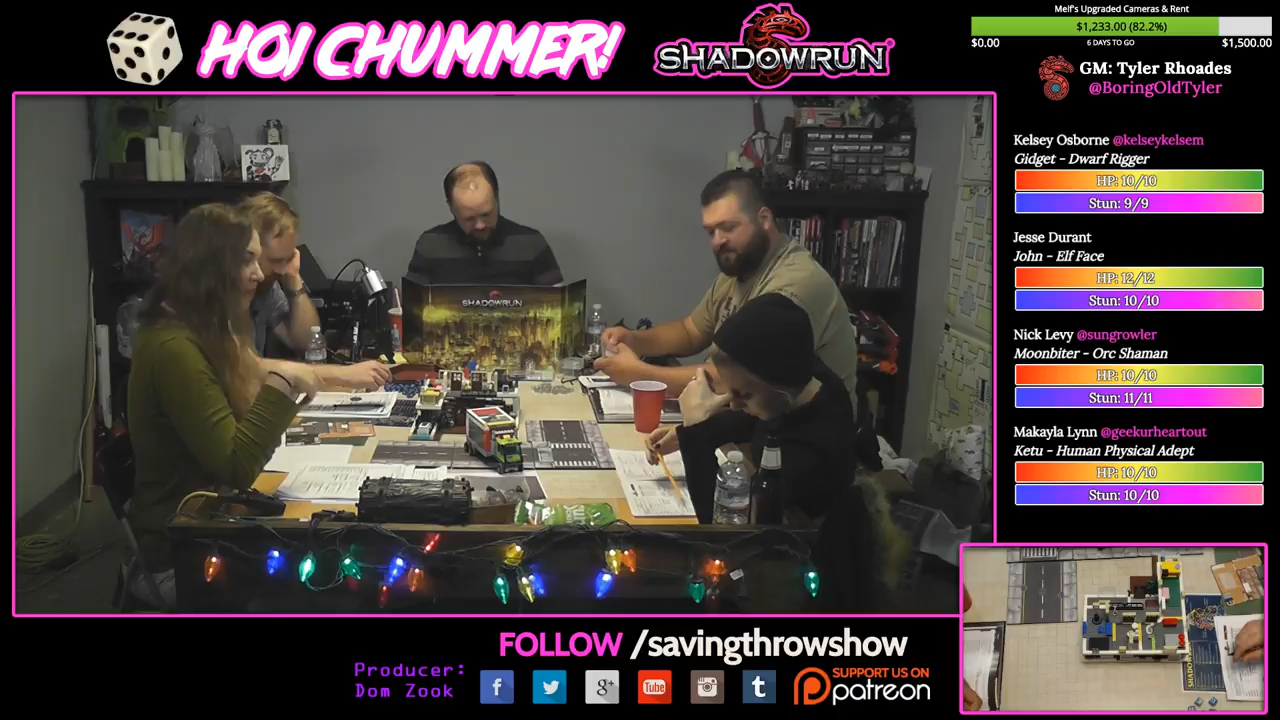 HOI CHUMMER!
SHADOWRUN
Melf's Upgraded Cameras & Rent
$1,233.00 (82.2%)
$0.00
6 DAYS TO GO
$1,500.00
GM: Tyler Rhoades
@BoringOldTyler
Kelsey Osborne @kelseykelsem
Gidget - Dwarf Rigger
HP: 10/10
Stun: 9/9
Jesse Durant
John - Elf Face
HP: 12/12
Stun: 10/10
Nick Levy @sungrowler
Moonbiter - Orc Shaman
HP: 10/10
Stun: 11/11
Makayla Lynn @geekurheartout
Ketu - Human Physical Adept
HP: 10/10
Stun: 10/10
SHADOWRUN
FOLLOW /savingthrowshow
Producer:
Dom Zook
f
g+
You
Tube
t
SUPPORT US ON
patreon